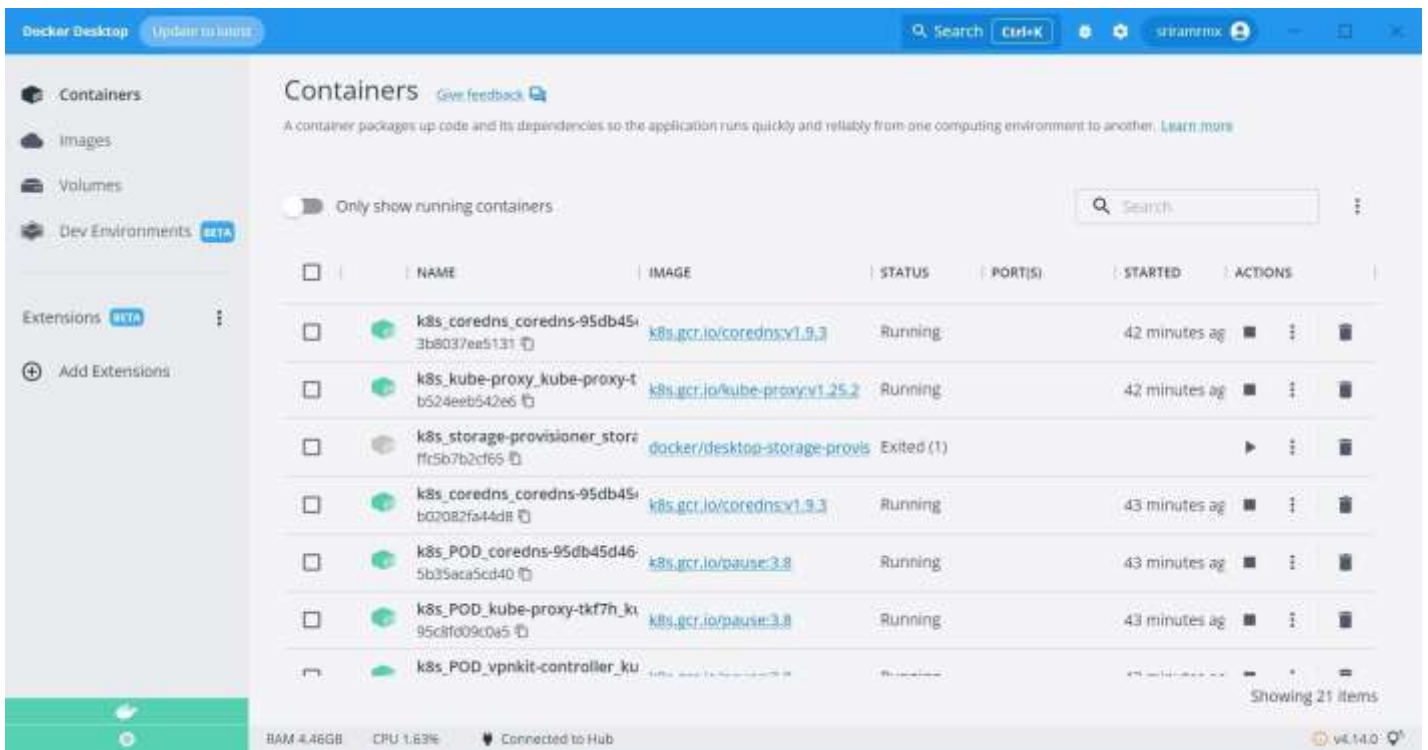 Docker Desktop Update to latest Search Ctrl+K sriramrmx
Containers
Images
Volumes
Dev Environments BETA
Extensions BETA
Add Extensions
Containers Give feedback
A container packages up code and its dependencies so the application runs quickly and reliably from one computing environment to another. Learn more
Only show running containers
Search
NAME IMAGE STATUS PORT(S) STARTED ACTIONS
k8s_coredns_coredns-95db45
3b8037ee5131
k8s.gcr.io/coredns:v1.9.3 Running 42 minutes ag
k8s_kube-proxy_kube-proxy-t
b524eeb542e6
k8s.gcr.io/kube-proxy:v1.25.2 Running 42 minutes ag
k8s_storage-provisioner_stor
ffc5b7b2cf65
docker/desktop-storage-provis Exited (1)
k8s_coredns_coredns-95db45
b02082fa44d8
k8s.gcr.io/coredns:v1.9.3 Running 43 minutes ag
k8s_POD_coredns-95db45d46-
5b35aca5cd40
k8s.gcr.io/pause:3.8 Running 43 minutes ag
k8s_POD_kube-proxy-tkf7h_ku
95c8fd09c0a5
k8s.gcr.io/pause:3.8 Running 43 minutes ag
k8s_POD_vpnkit-controller_ku
Showing 21 items
RAM 4.46GB CPU 1.63% Connected to Hub v4.14.0